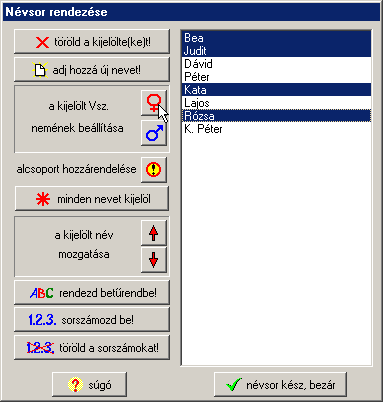 Névsor rendezése
töröld a kijelölte(ke)t!
adj hozzá új nevet!
a kijelölt Vsz.
nemének beállítása
alcsoport hozzárendelése
minden nevet kijelöl
a kijelölt név
mozgatása
ABC rendezd betűrendbe!
1.2.3. sorszámozd be!
1.2.3. töröld a sorszámokat!
Bea
Judit
Dávid
Péter
Kata
Lajos
Rózsa
K. Péter
? súgó
névsor kész, bezár